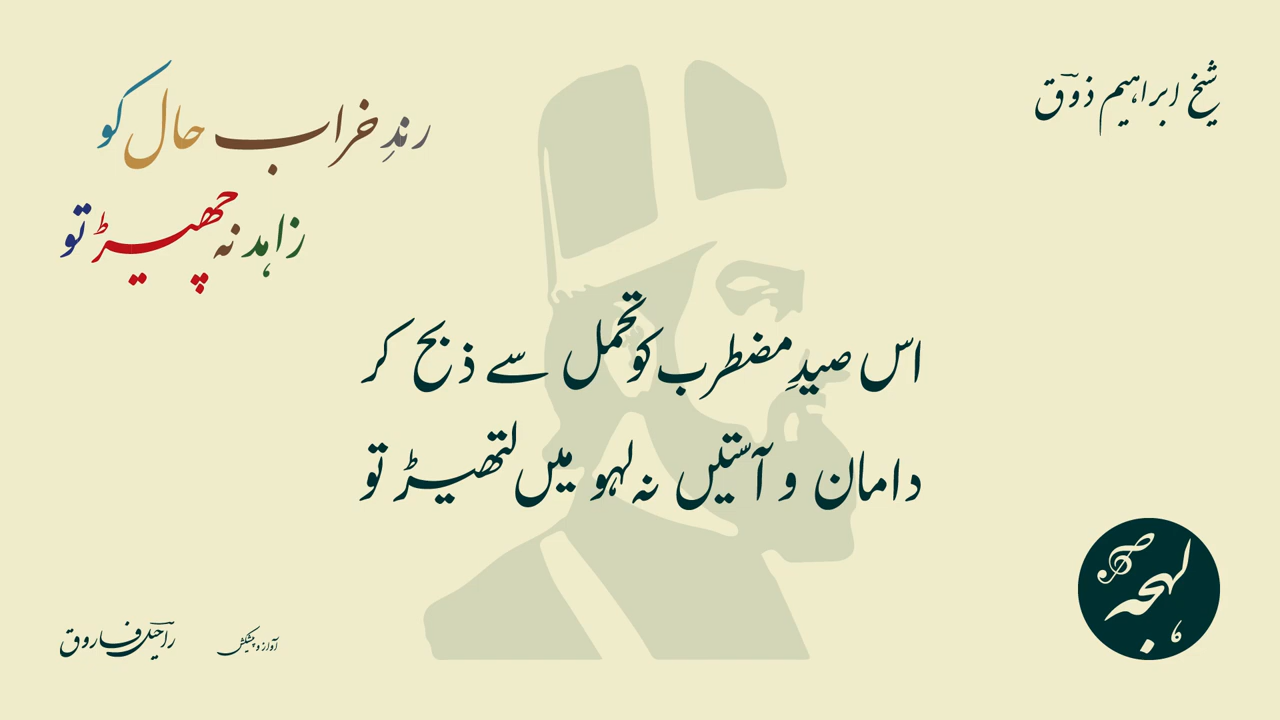 شیخ ابراہیم ذوقؔ
رندِ خراب حال کو
زاہد نہ چھیڑ تو
اس صیدِ مضطرب کو تحمل سے ذبح کر
دامان و آستیں نہ لہو میں لتھیڑ تو
لہجہ
آواز و پیشکش
راحیلؔ فاروق